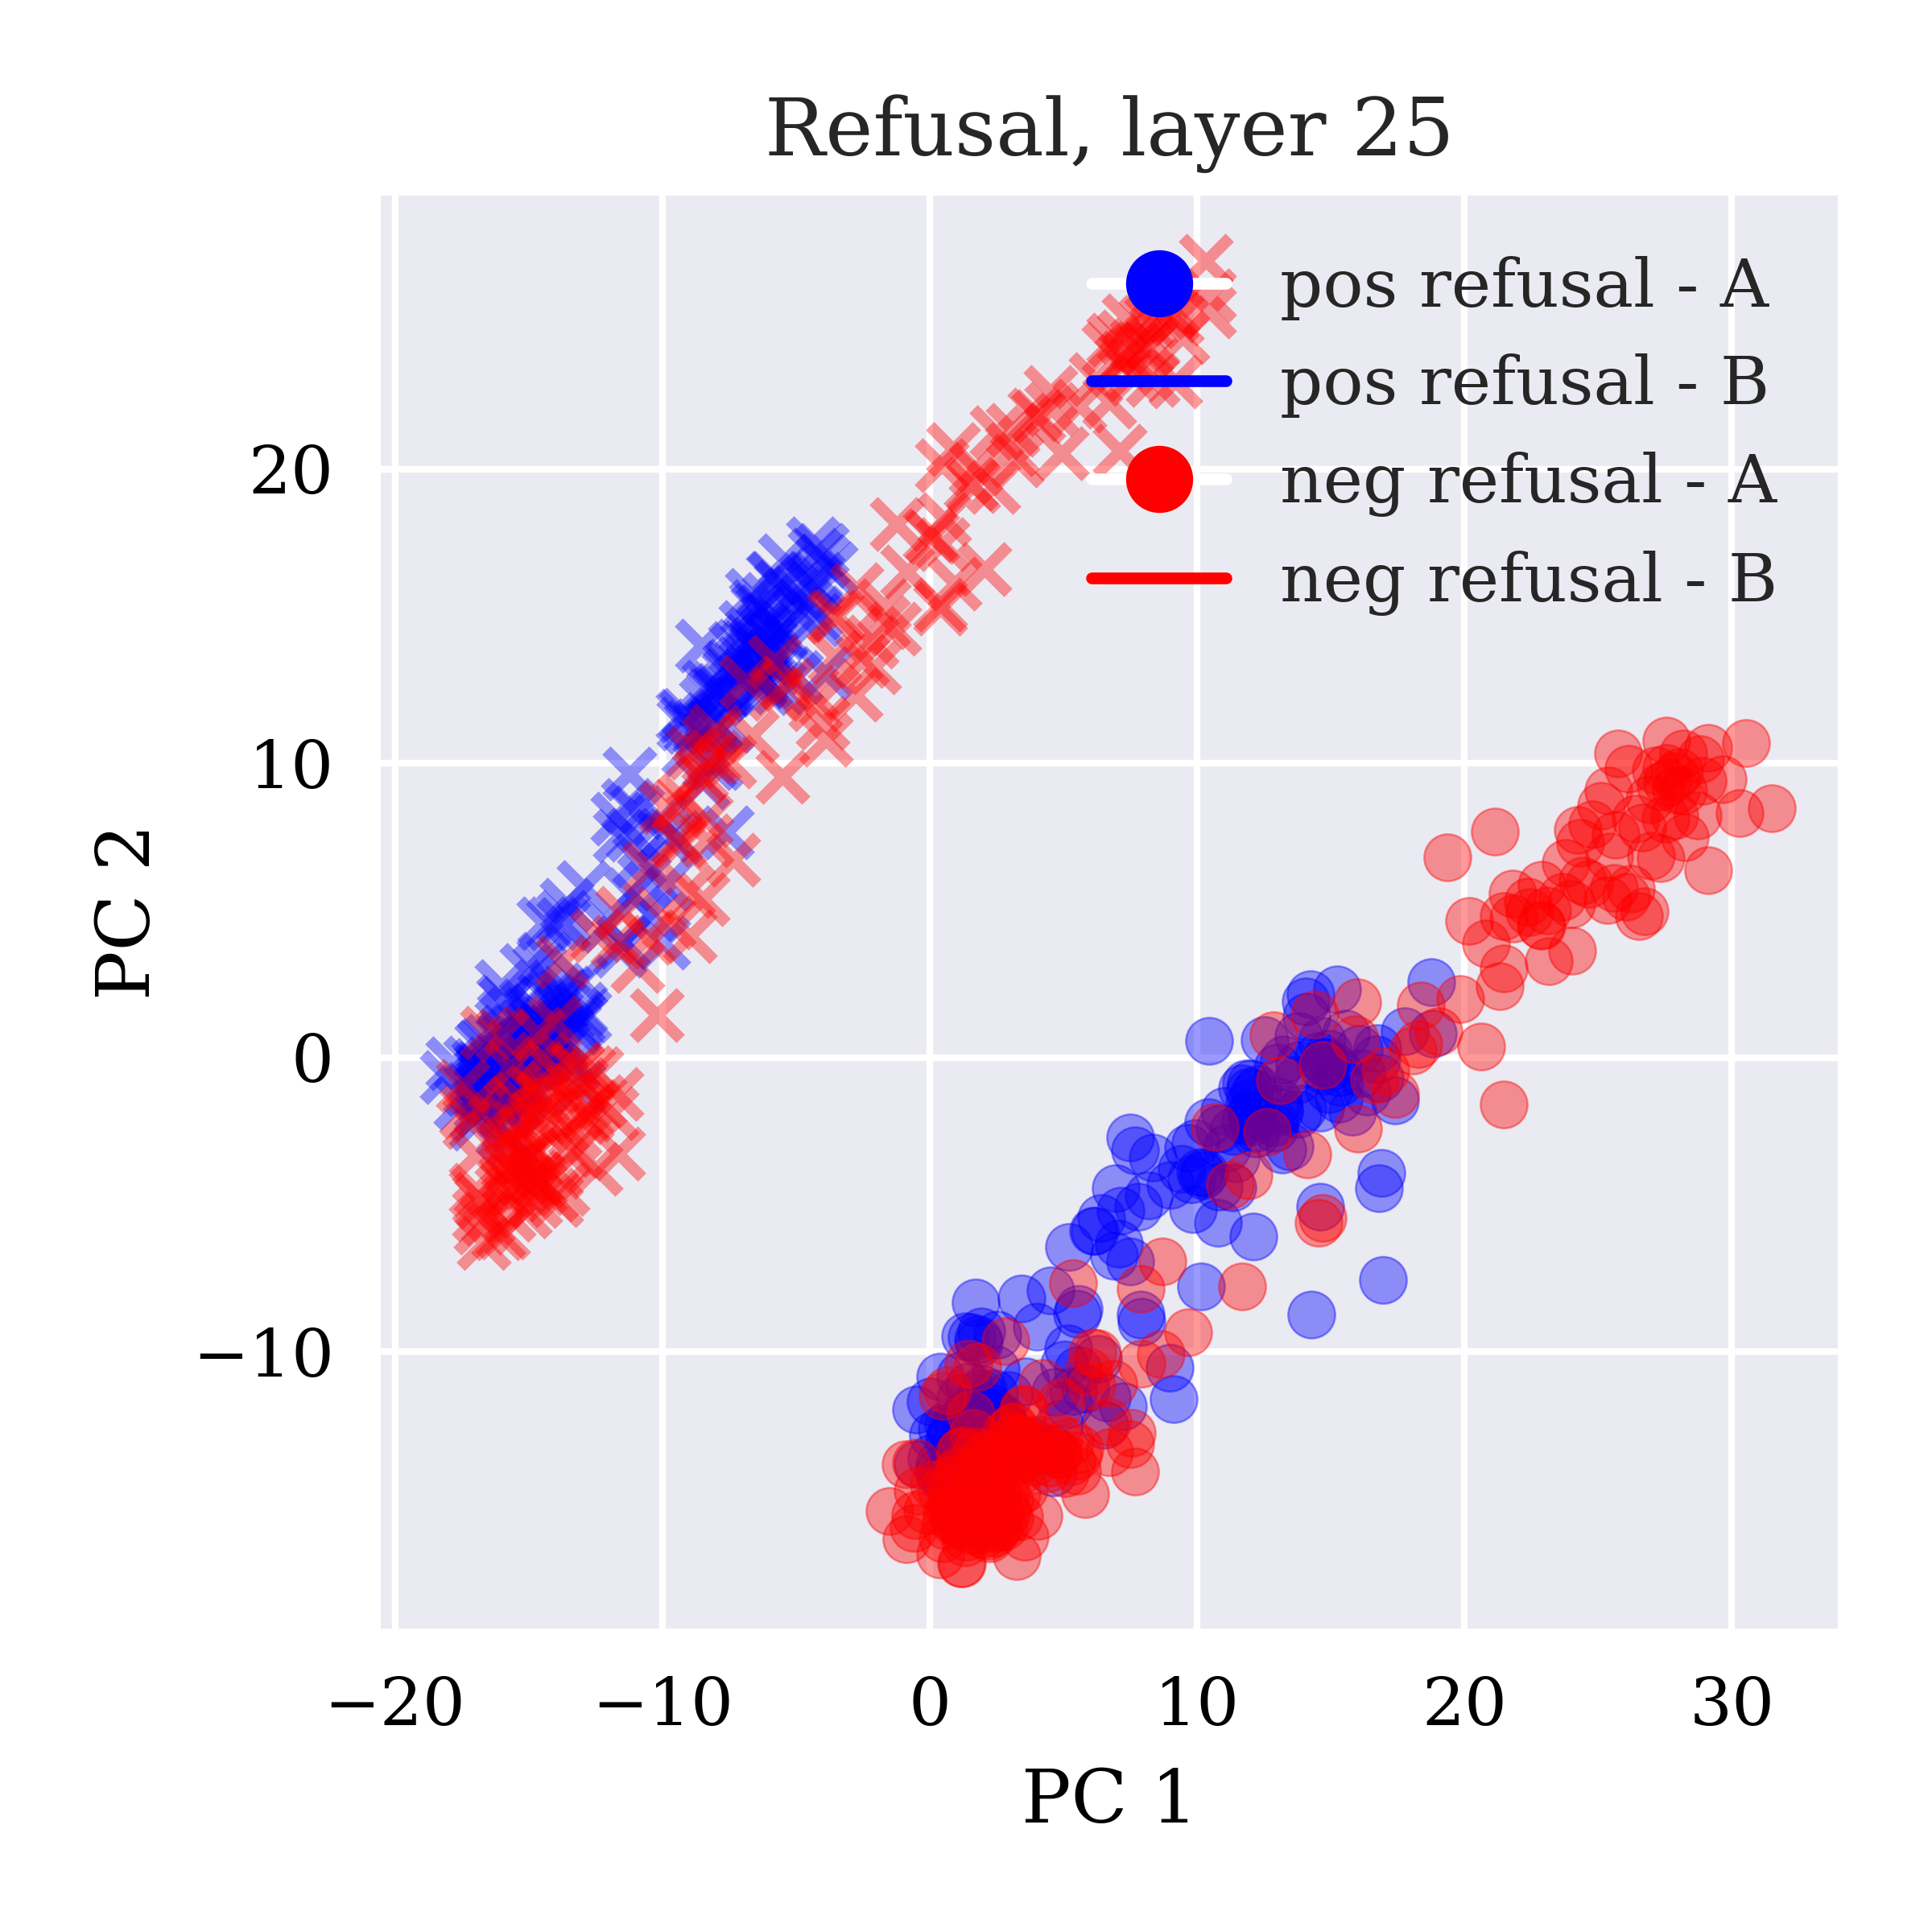 Refusal, layer 25
pos refusal - A
pos refusal - B
neg refusal - A
neg refusal - B
PC 2
20
10
0
−10
−20 −10 0 10 20 30
PC 1